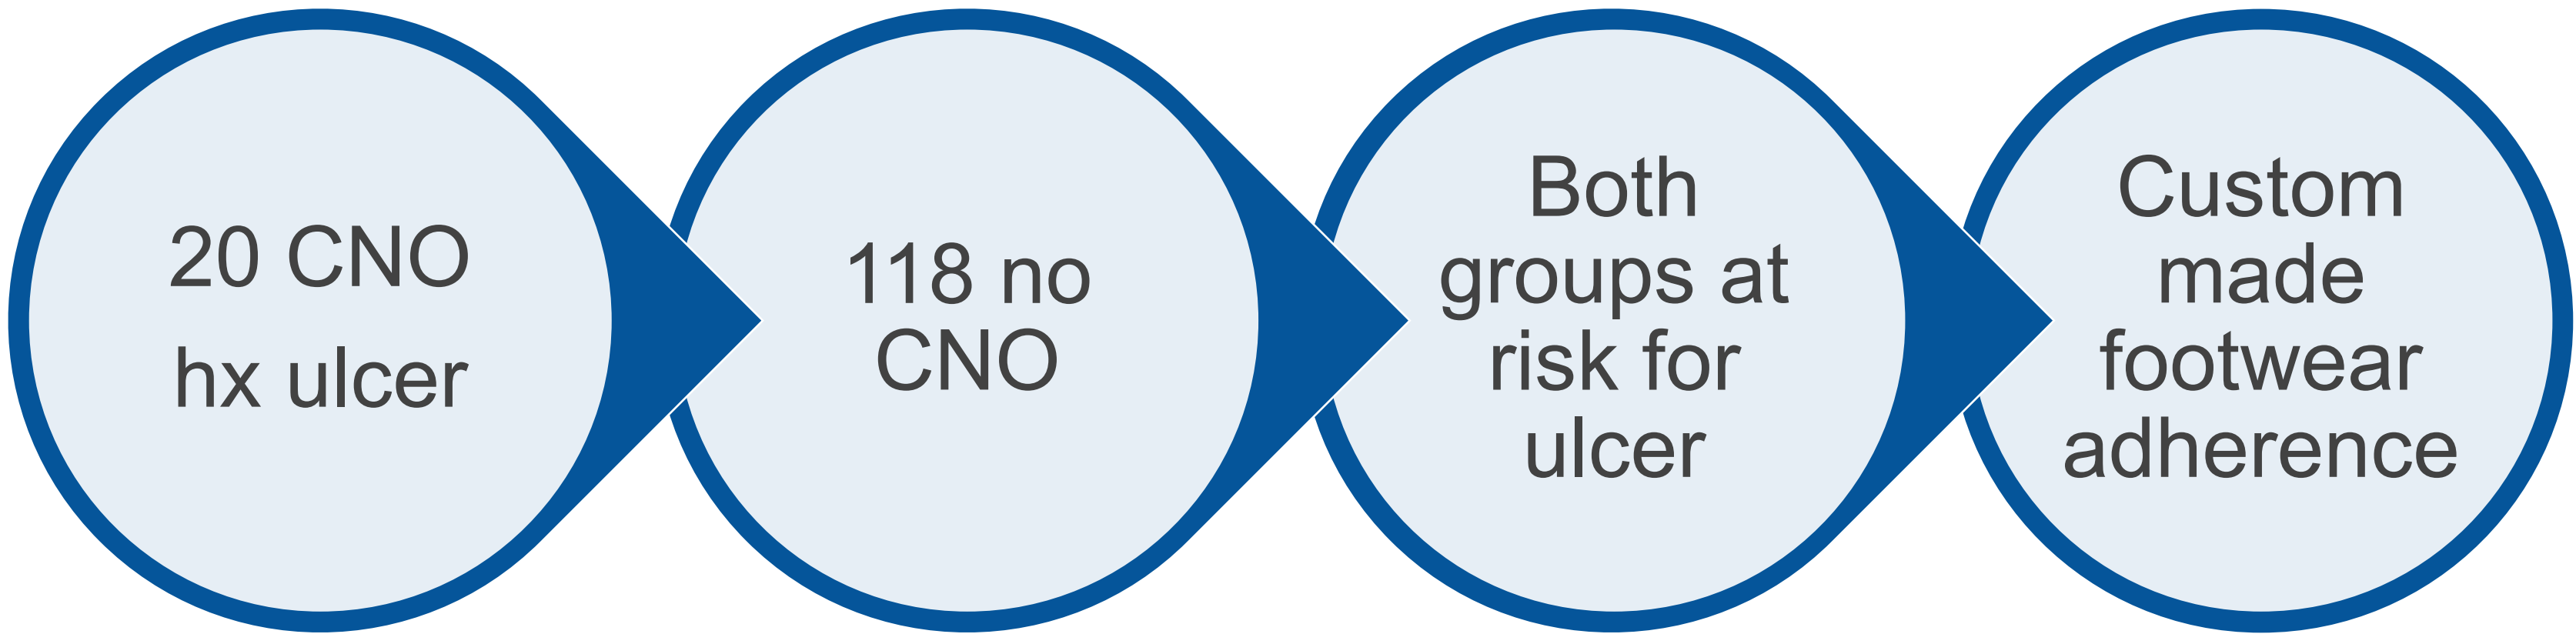 20 CNO
hx ulcer
118 no
CNO
Both
groups at
risk for
ulcer
Custom
made
footwear
adherence